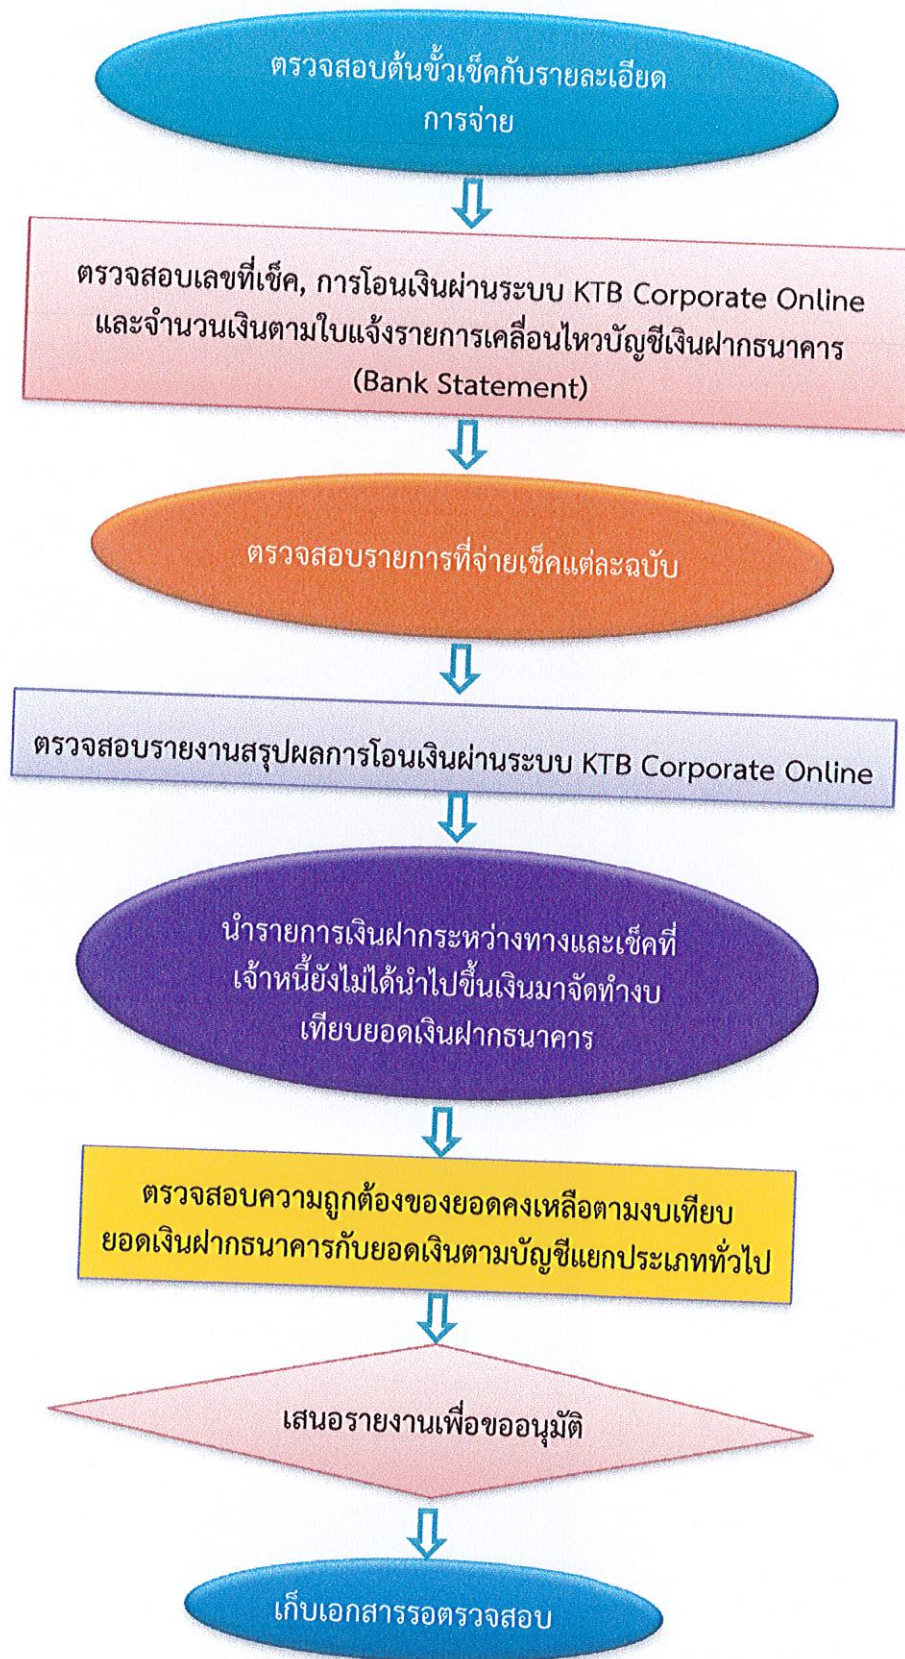 ตรวจสอบต้นขั้วเช็คกับรายละเอียด
การจ่าย
ตรวจสอบเลขที่เช็ค, การโอนเงินผ่านระบบ KTB Corporate Online
และจำนวนเงินตามใบแจ้งรายการเคลื่อนไหวบัญชีเงินฝากธนาคาร
(Bank Statement)
ตรวจสอบรายการที่จ่ายเช็คแต่ละฉบับ
ตรวจสอบรายงานสรุปผลการโอนเงินผ่านระบบ KTB Corporate Online
นำรายการเงินฝากระหว่างทางและเช็คที่
เจ้าหนี้ยังไม่ได้นำไปขึ้นเงินมาจัดทำงบ
เทียบยอดเงินฝากธนาคาร
ตรวจสอบความถูกต้องของยอดคงเหลือตามงบเทียบ
ยอดเงินฝากธนาคารกับยอดเงินตามบัญชีแยกประเภททั่วไป
เสนอรายงานเพื่อขออนุมัติ
เก็บเอกสารรอตรวจสอบ